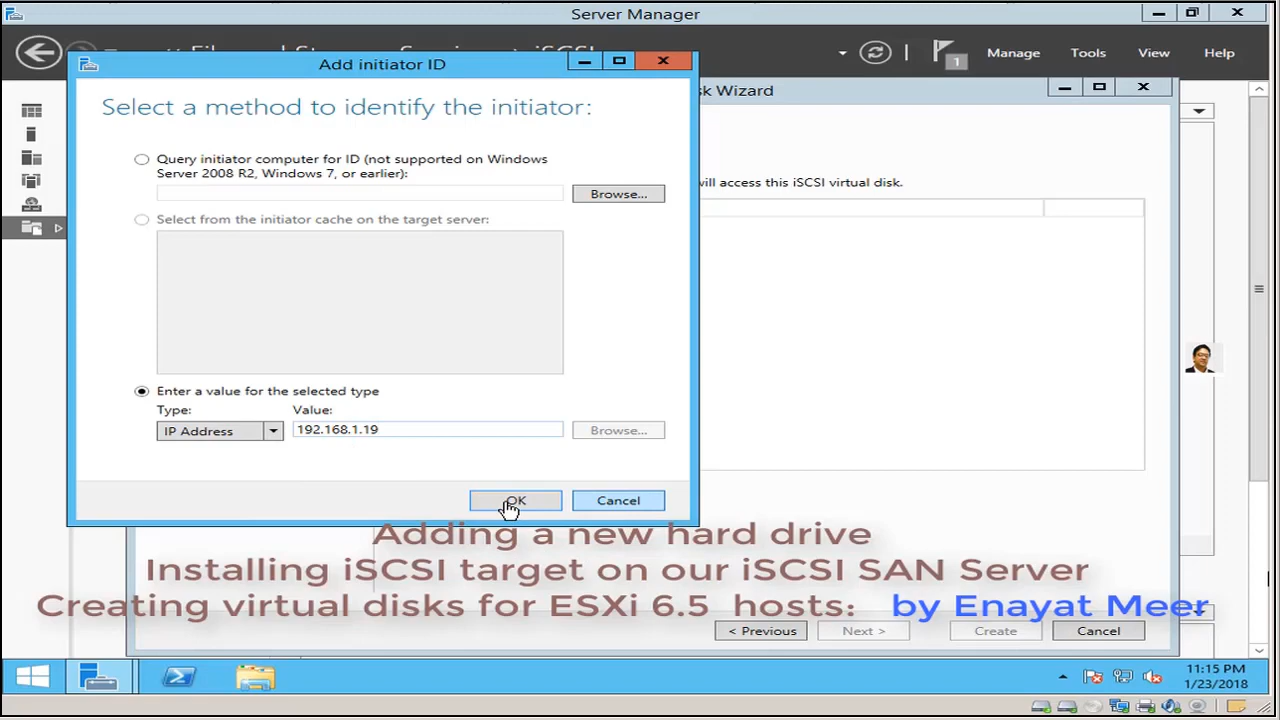 Server Manager
Manage
Tools
View
Help
1
Add initiator ID
sk Wizard
Select a method to identify the initiator:
Query initiator computer for ID (not supported on Windows
Server 2008 R2, Windows 7, or earlier):
Browse...
will access this iSCSI virtual disk.
Select from the initiator cache on the target server:
Enter a value for the selected type
Type:
Value:
IP Address
192.168.1.19
Browse...
OK
Cancel
Adding a new hard drive
Installing iSCSI target on our iSCSI SAN Server
Creating virtual disks for ESXi 6.5 hosts: by Enayat Meer
< Previous
Next >
Create
Cancel
11:15 PM
1/23/2018